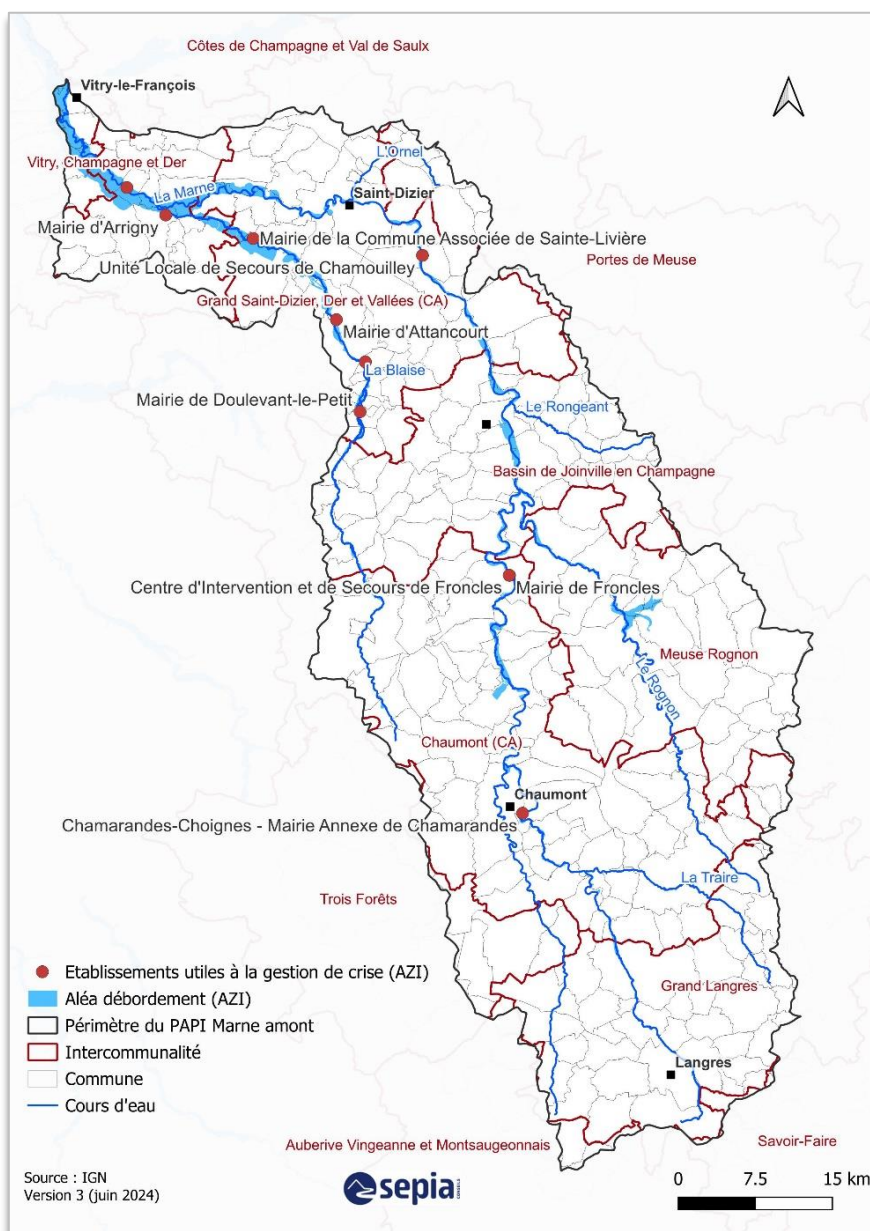 Côtes de Champagne et Val de Saulx
Vitry-le-François
L'Ornel
Vitry, Champagne et Der
La Marne
Saint-Dizier
Mairie d'Arrigny
Mairie de la Commune Associée de Sainte-Livière
Portes de Meuse
Unité Locale de Secours de Chamouilley
Grand Saint-Dizier, Der et Vallées (CA)
Mairie d'Attancourt
La Blaise
Mairie de Doulevant-le-Petit
Le Rongeant
Bassin de Joinville en Champagne
Centre d'Intervention et de Secours de Froncles
Mairie de Froncles
Meuse Rognon
Le Rognon
Chaumont (CA)
Chaumont
Chamarandes-Choignes - Mairie Annexe de Chamarandes
La Traire
Trois Forêts
Grand Langres
Langres
Auberive Vingeanne et Montsaugeonnais
Savoir-Faire
Etablissements utiles à la gestion de crise (AZI)
Aléa débordement (AZI)
Périmètre du PAPI Marne amont
Intercommunalité
Commune
Cours d'eau
Source : IGN
Version 3 (juin 2024)
sepia
0 7.5 15 km